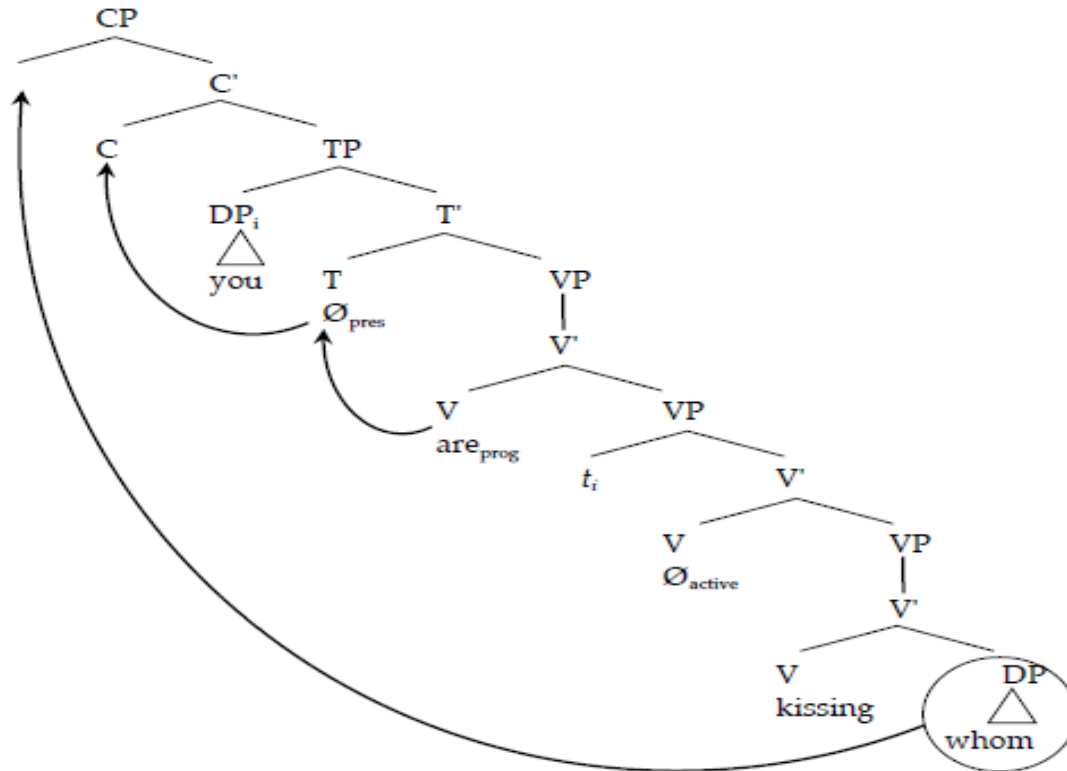 CP
C'
C TP
DPi T'
you T VP
Øpres
V'
V VP
areprog
ti V'
V VP
Øactive
V'
V DP
kissing whom